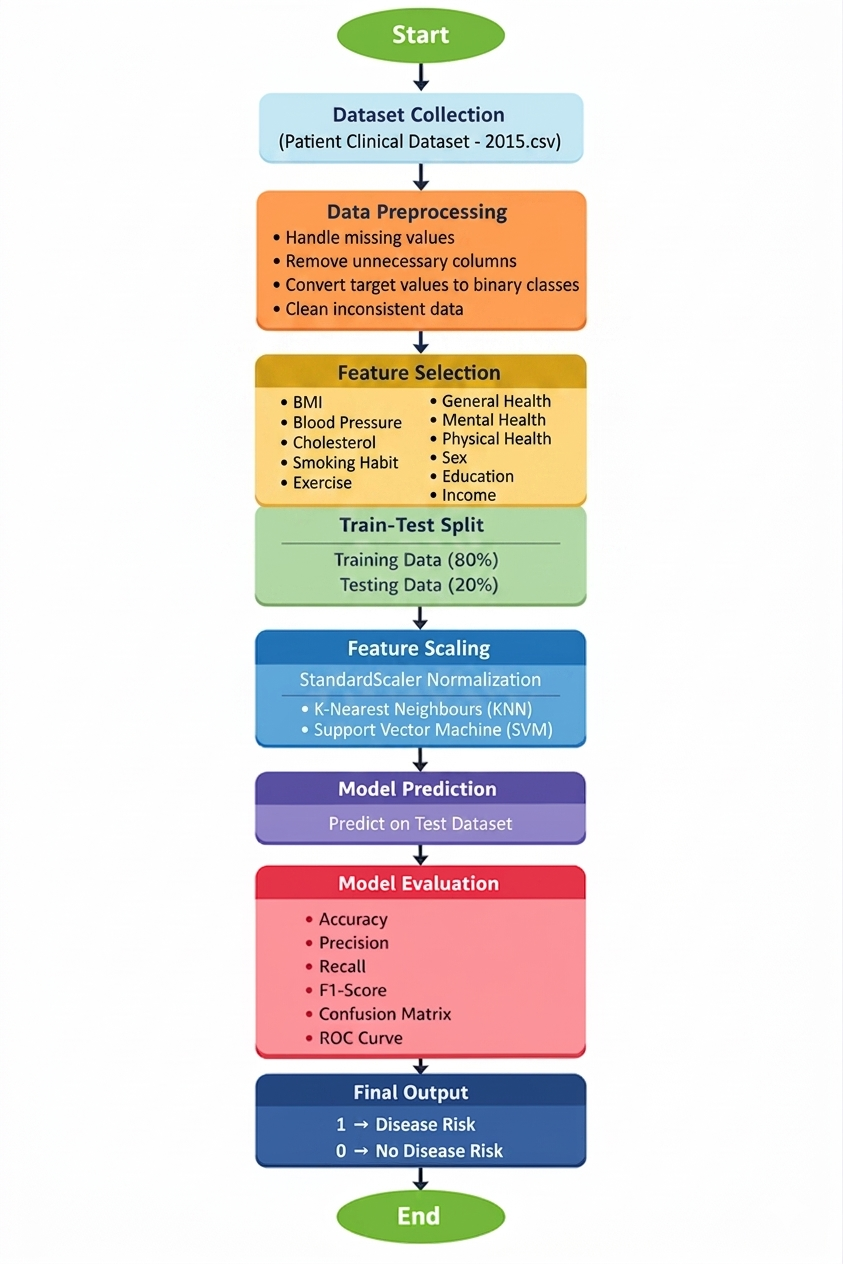 Start
Dataset Collection
(Patient Clinical Dataset - 2015.csv)
Data Preprocessing
• Handle missing values
• Remove unnecessary columns
• Convert target values to binary classes
• Clean inconsistent data
Feature Selection
• BMI
• Blood Pressure
• Cholesterol
• Smoking Habit
• Exercise
• General Health
• Mental Health
• Physical Health
• Sex
• Education
• Income
Train-Test Split
Training Data (80%)
Testing Data (20%)
Feature Scaling
StandardScaler Normalization
• K-Nearest Neighbours (KNN)
• Support Vector Machine (SVM)
Model Prediction
Predict on Test Dataset
Model Evaluation
• Accuracy
• Precision
• Recall
• F1-Score
• Confusion Matrix
• ROC Curve
Final Output
1 → Disease Risk
0 → No Disease Risk
End